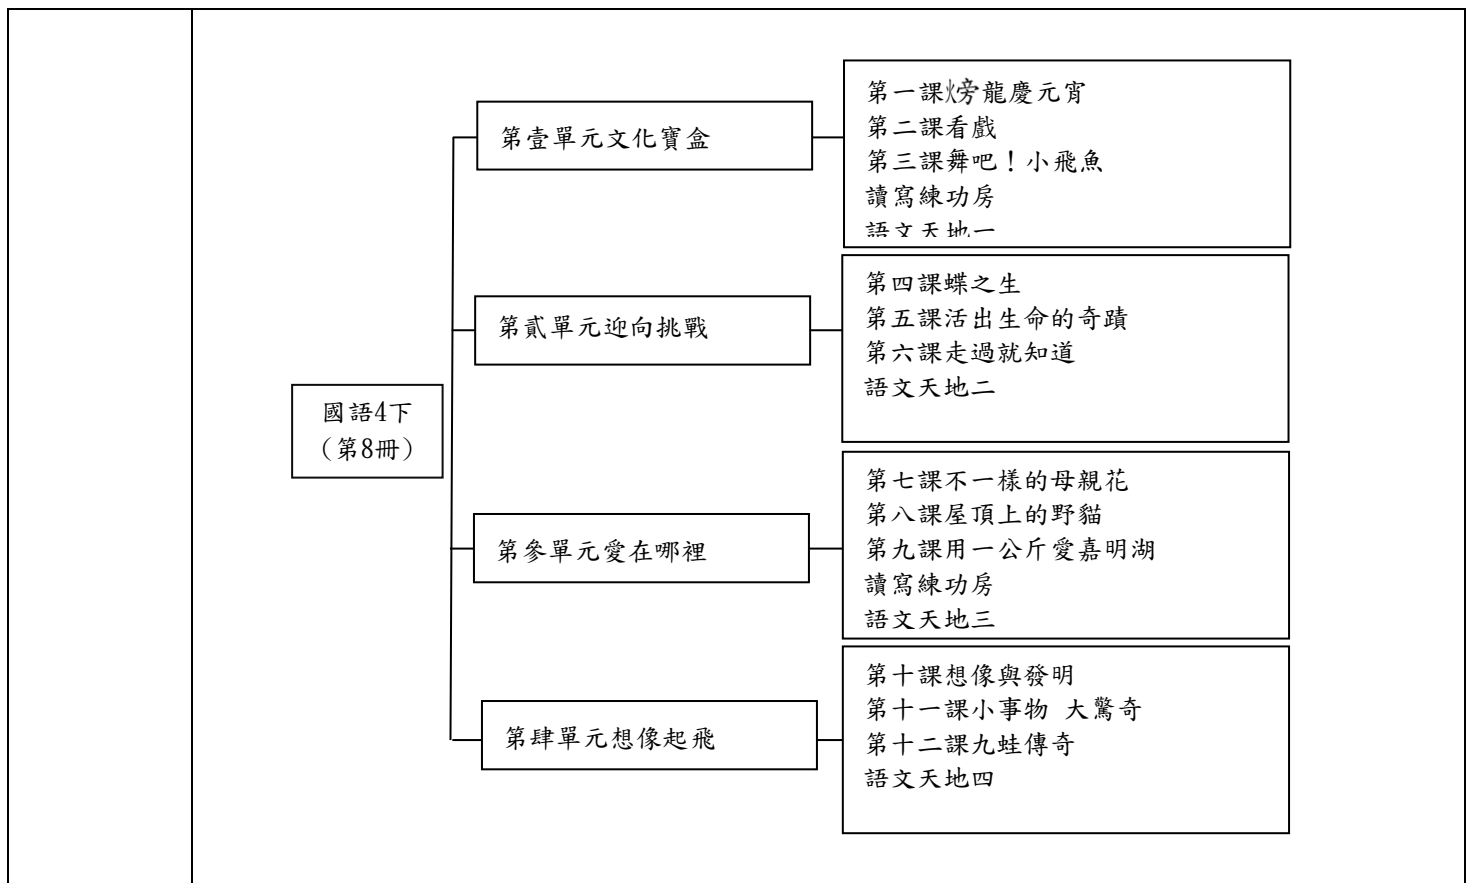 國語4下
（第8冊）
第壹單元文化寶盒
第一課㷫龍慶元宵
第二課看戲
第三課舞吧！小飛魚
讀寫練功房
語文天地一
第貳單元迎向挑戰
第四課蝶之生
第五課活出生命的奇蹟
第六課走過就知道
語文天地二
第參單元愛在哪裡
第七課不一樣的母親花
第八課屋頂上的野貓
第九課用一公斤愛嘉明湖
讀寫練功房
語文天地三
第肆單元想像起飛
第十課想像與發明
第十一課小事物 大驚奇
第十二課九蛙傳奇
語文天地四